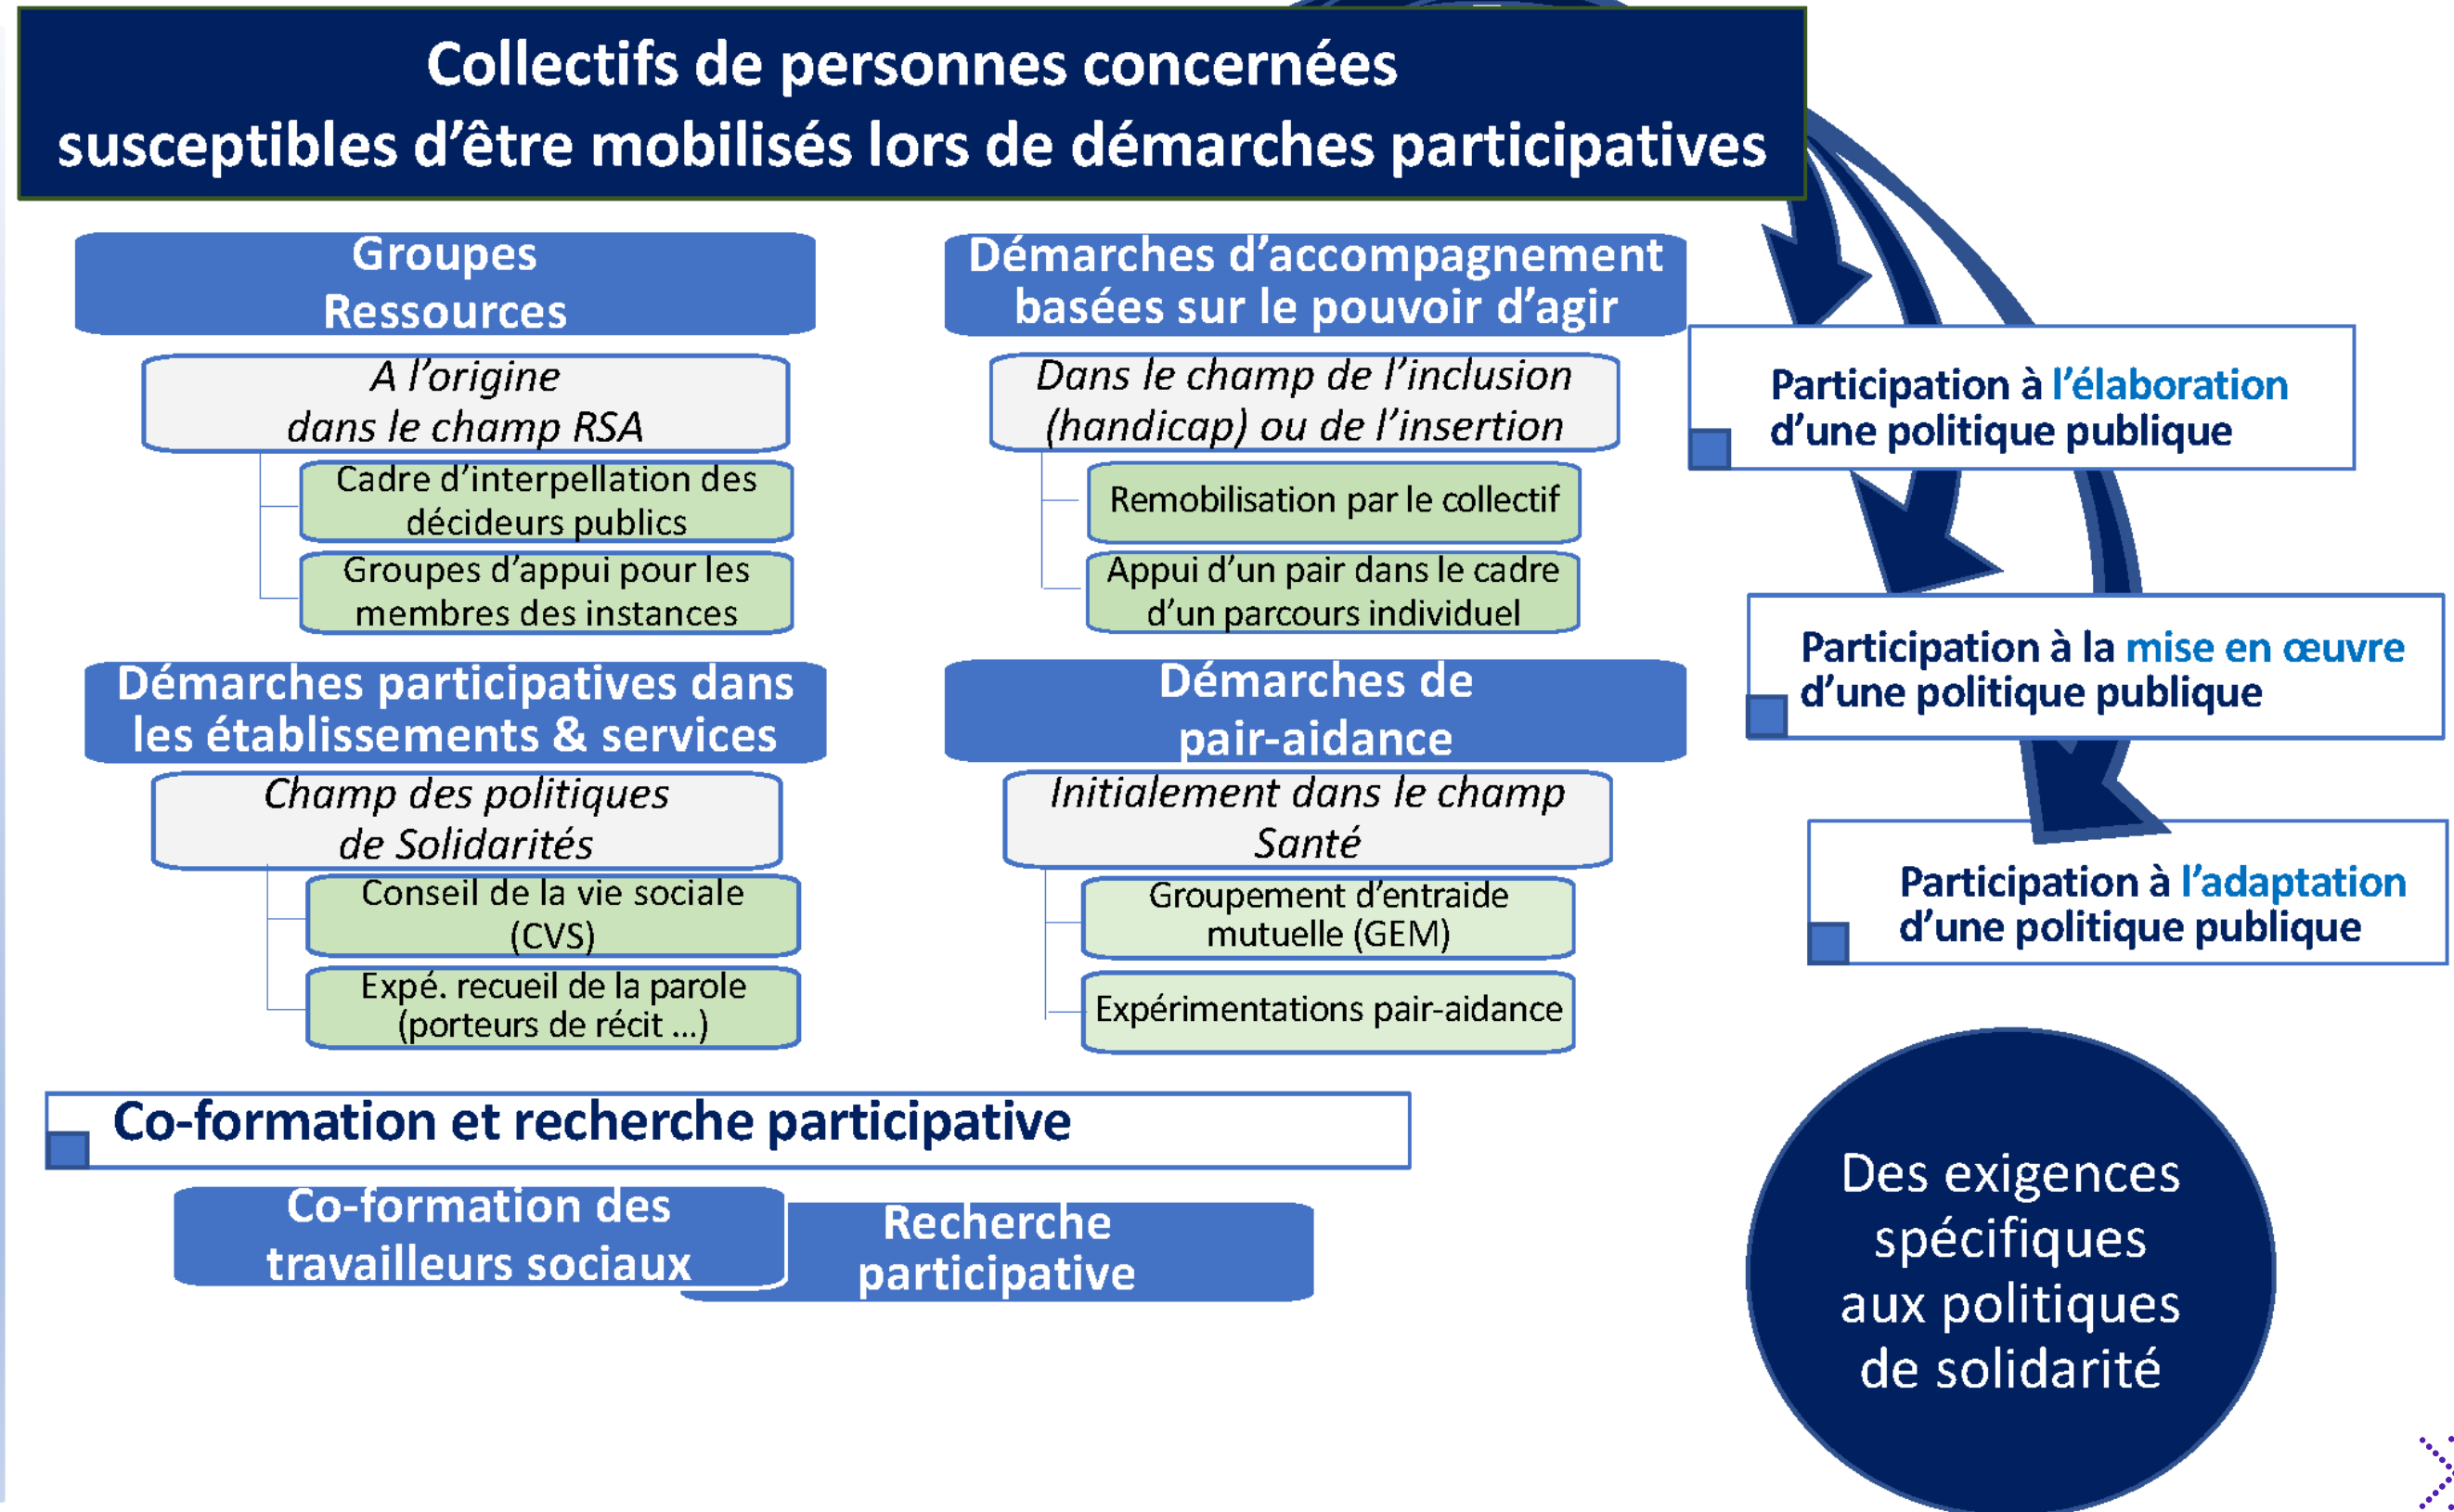 Collectifs de personnes concernées
susceptibles d’être mobilisés lors de démarches participatives
Groupes
Ressources
A l’origine
dans le champ RSA
Cadre d’interpellation des
décideurs publics
Groupes d’appui pour les
membres des instances
Démarches d’accompagnement
basées sur le pouvoir d’agir
Dans le champ de l’inclusion
(handicap) ou de l’insertion
Remobilisation par le collectif
Appui d’un pair dans le cadre
d’un parcours individuel
Démarches participatives dans
les établissements & services
Champ des politiques
de Solidarités
Conseil de la vie sociale
(CVS)
Expé. recueil de la parole
(porteurs de récit ...)
Démarches de
pair-aidance
Initialement dans le champ
Santé
Groupement d’entraide
mutuelle (GEM)
Expérimentations pair-aidance
Co-formation et recherche participative
Co-formation des
travailleurs sociaux
Recherche
participative
Participation à l’élaboration
d’une politique publique
Participation à la mise en œuvre
d’une politique publique
Participation à l’adaptation
d’une politique publique
Des exigences
spécifiques
aux politiques
de solidarité